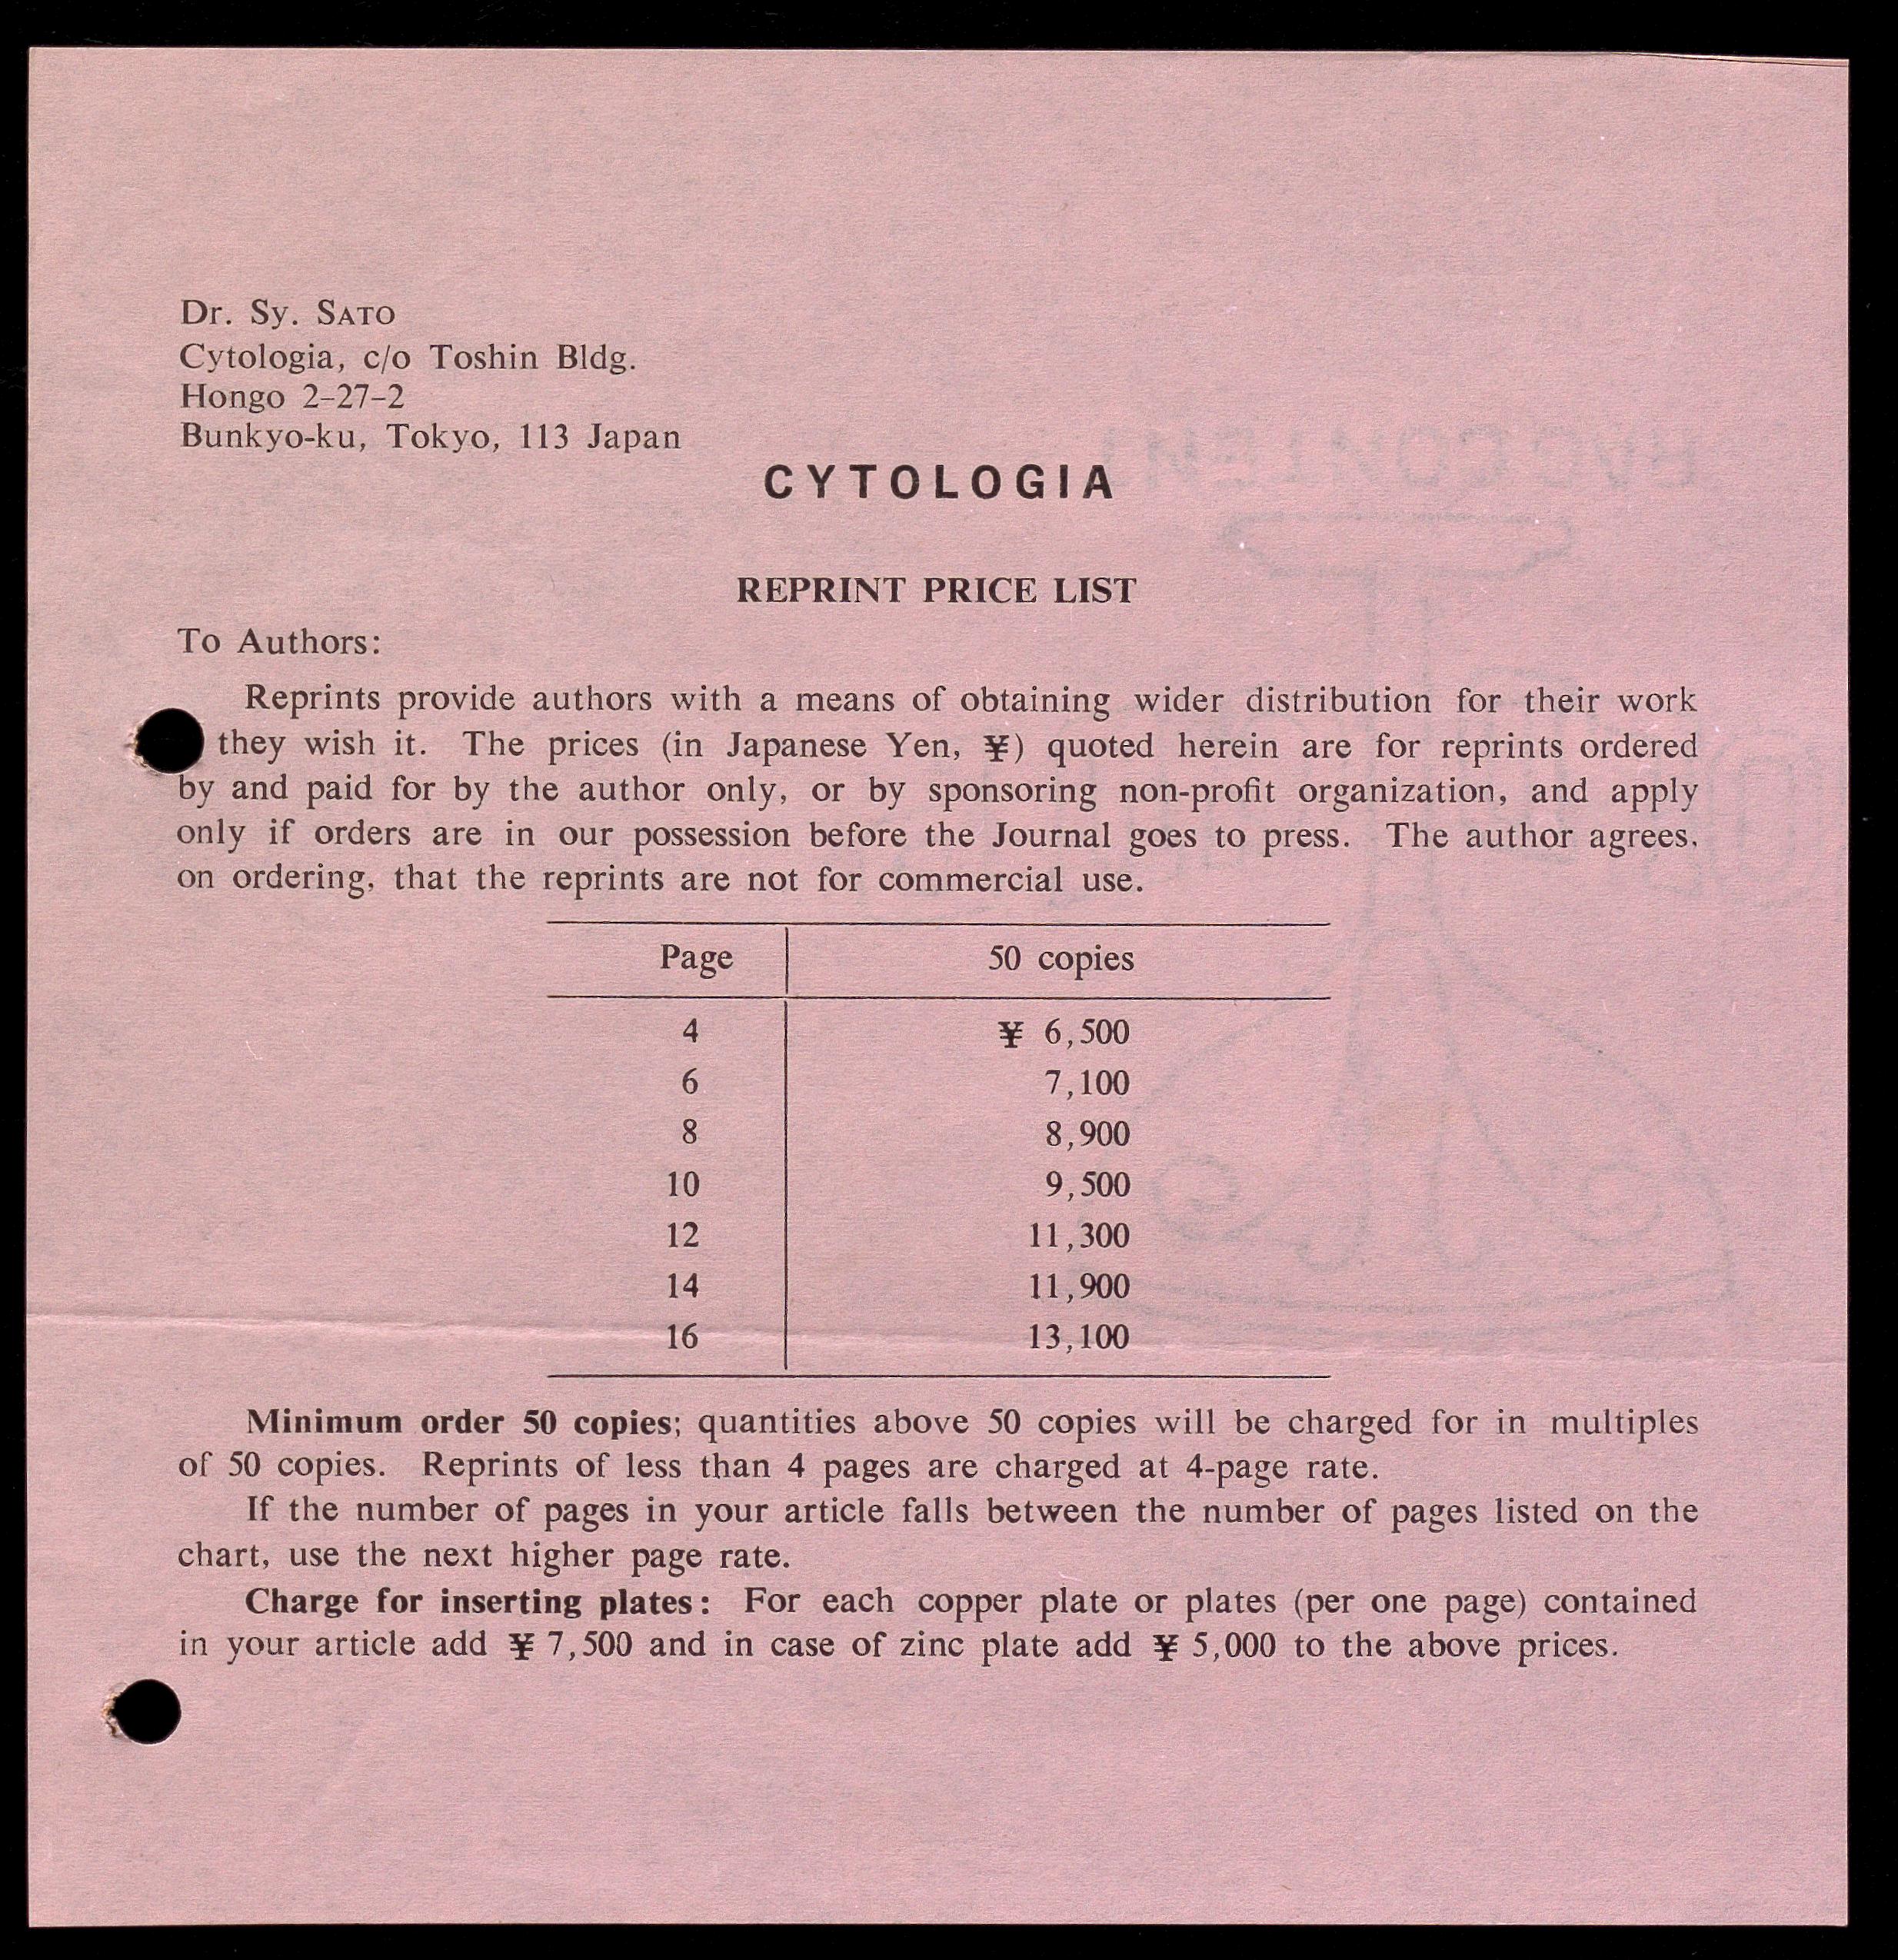 Dr. Sy. SATO
Cytologia, c/o Toshin Bldg.
Hongo 2-27-2
Bunkyo-ku, Tokyo, 113 Japan
CYTOLOGIA
REPRINT PRICE LIST
To Authors:
Reprints provide authors with a means of obtaining wider distribution for their work
they wish it. The prices (in Japanese Yen, ¥) quoted herein are for reprints ordered
by and paid for by the author only, or by sponsoring non-profit organization, and apply
only if orders are in our possession before the Journal goes to press. The author agrees,
on ordering, that the reprints are not for commercial use.
Page 50 copies
4 ¥ 6,500
6 7,100
8 8,900
10 9,500
12 11,300
14 11,900
16 13,100
Minimum order 50 copies; quantities above 50 copies will be charged for in multiples
of 50 copies. Reprints of less than 4 pages are charged at 4-page rate.
If the number of pages in your article falls between the number of pages listed on the
chart, use the next higher page rate.
Charge for inserting plates: For each copper plate or plates (per one page) contained
in your article add ¥ 7,500 and in case of zinc plate add ¥ 5,000 to the above prices.